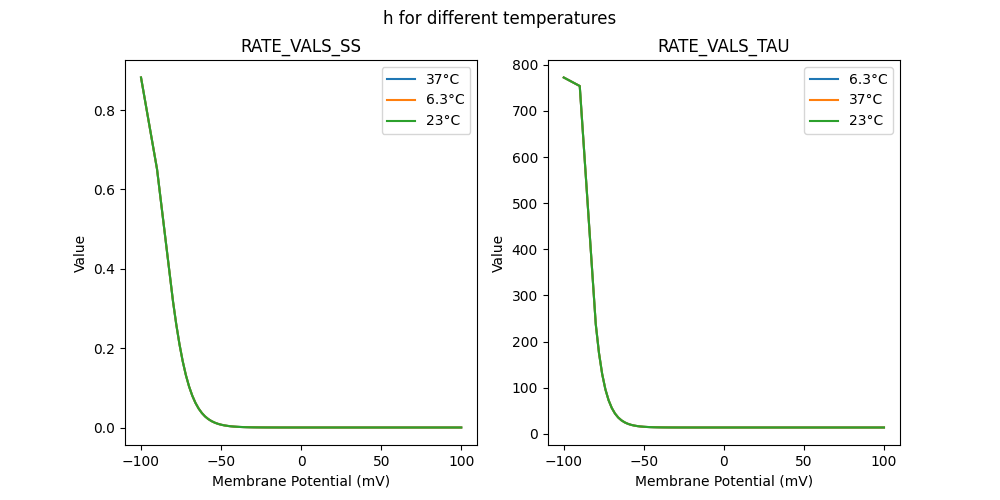 h for different temperatures
RATE_VALS_SS
37°C
6.3°C
23°C
Value
0.8
0.6
0.4
0.2
0.0
−100
−50
0
50
100
Membrane Potential (mV)
RATE_VALS_TAU
6.3°C
37°C
23°C
Value
800
700
600
500
400
300
200
100
0
−100
−50
0
50
100
Membrane Potential (mV)